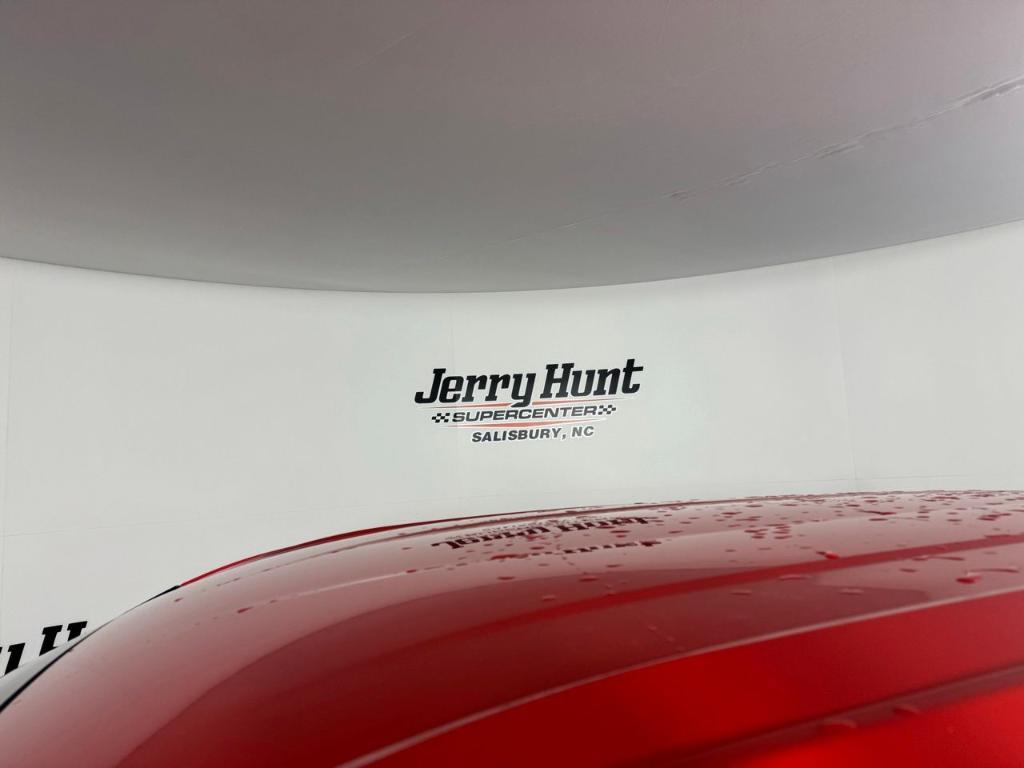 Jerry Hunt
SUPERCENTER
SALISBURY, NC